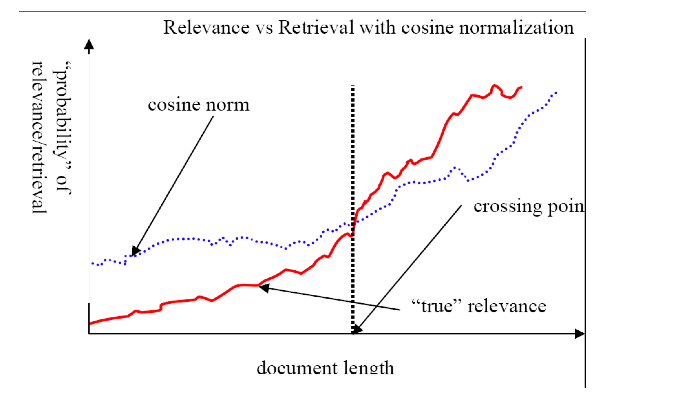 Relevance vs Retrieval with cosine normalization
“probability” of
relevance/retrieval
cosine norm
crossing poin
“true” relevance
document length